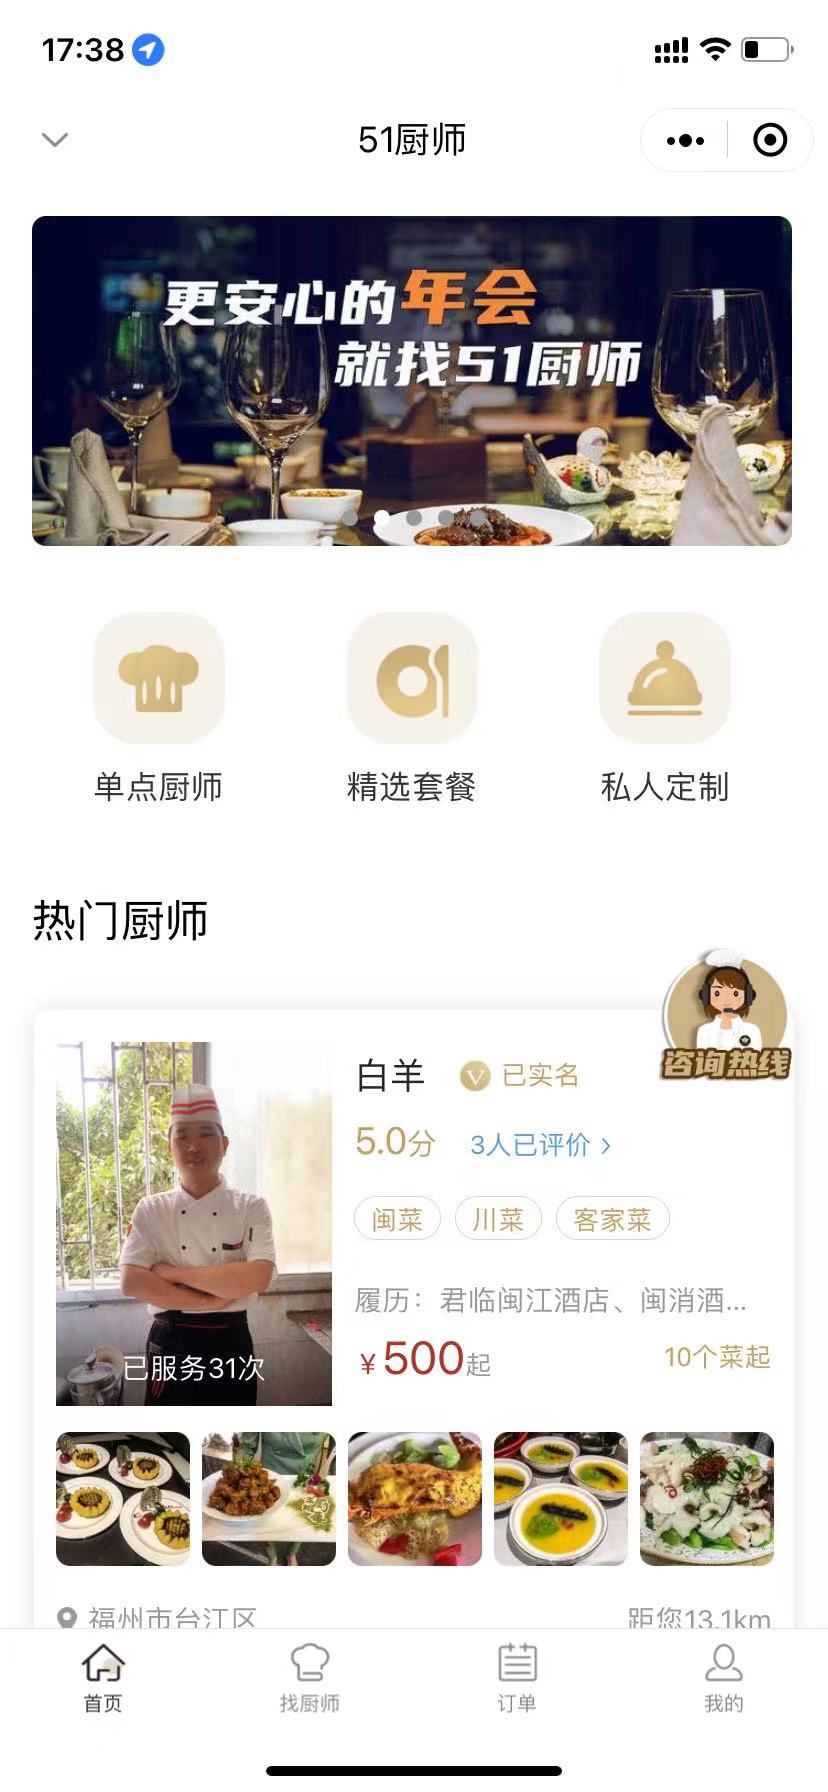 17:38
51厨师
更安心的年会
就找51厨师
单点厨师
精选套餐
私人定制
热门厨师
咨询热线
白羊
V 已实名
5.0分
3人已评价 >
闽菜
川菜
客家菜
履历：君临闽江酒店、闽消酒...
¥500起
10个菜起
已服务31次
福州市台江区
距您13.1km
首页
找厨师
订单
我的